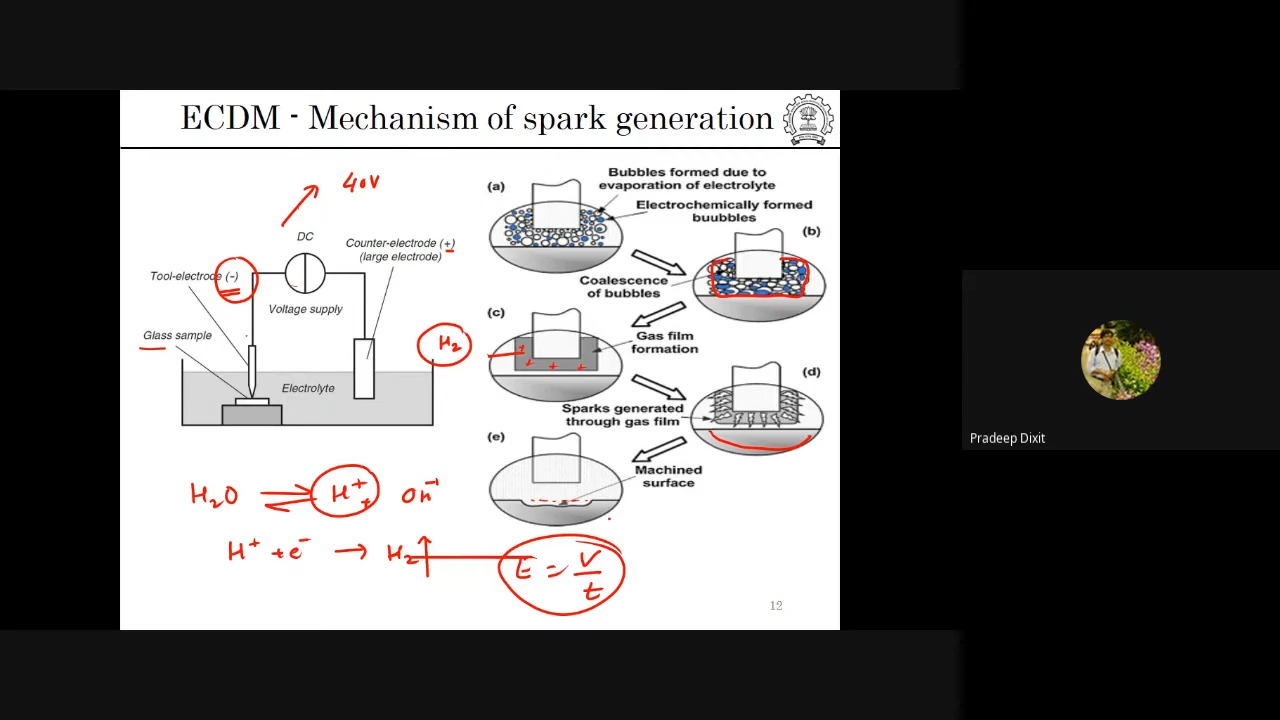 ECDM - Mechanism of spark generation
40V
DC
Counter-electrode (+)
(large electrode)
Tool-electrode (-)
Voltage supply
Glass sample
Electrolyte
H2
H2O ⇌ H+ OH-1
H+ + e- → H2↑
E = V/t
(a)
Bubbles formed due to
evaporation of electrolyte
Electrochemically formed
buubbles
(b)
Coalescence
of bubbles
(c)
Gas film
formation
(d)
Sparks generated
through gas film
(e)
Machined
surface
12
Pradeep Dixit